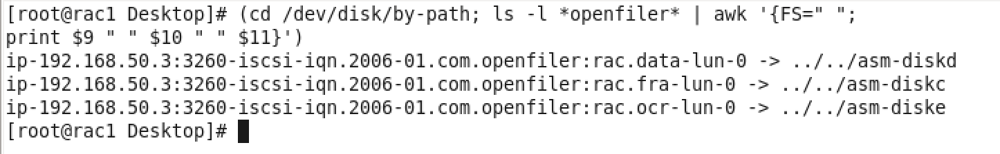 [root@rac1 Desktop]# (cd /dev/disk/by-path; ls -l *openfiler* | awk '{FS=" ";
print $9 " " $10 " " $11}')
ip-192.168.50.3:3260-iscsi-iqn.2006-01.com.openfiler:rac.data-lun-0 -> ../../asm-diskd
ip-192.168.50.3:3260-iscsi-iqn.2006-01.com.openfiler:rac.fra-lun-0 -> ../../asm-diskc
ip-192.168.50.3:3260-iscsi-iqn.2006-01.com.openfiler:rac.ocr-lun-0 -> ../../asm-diske
[root@rac1 Desktop]#